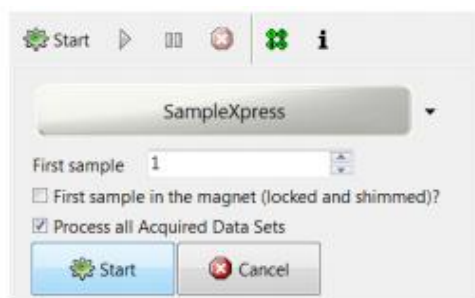 Start i
SampleXpress
First sample 1
First sample in the magnet (locked and shimmed)?
Process all Acquired Data Sets
Start Cancel